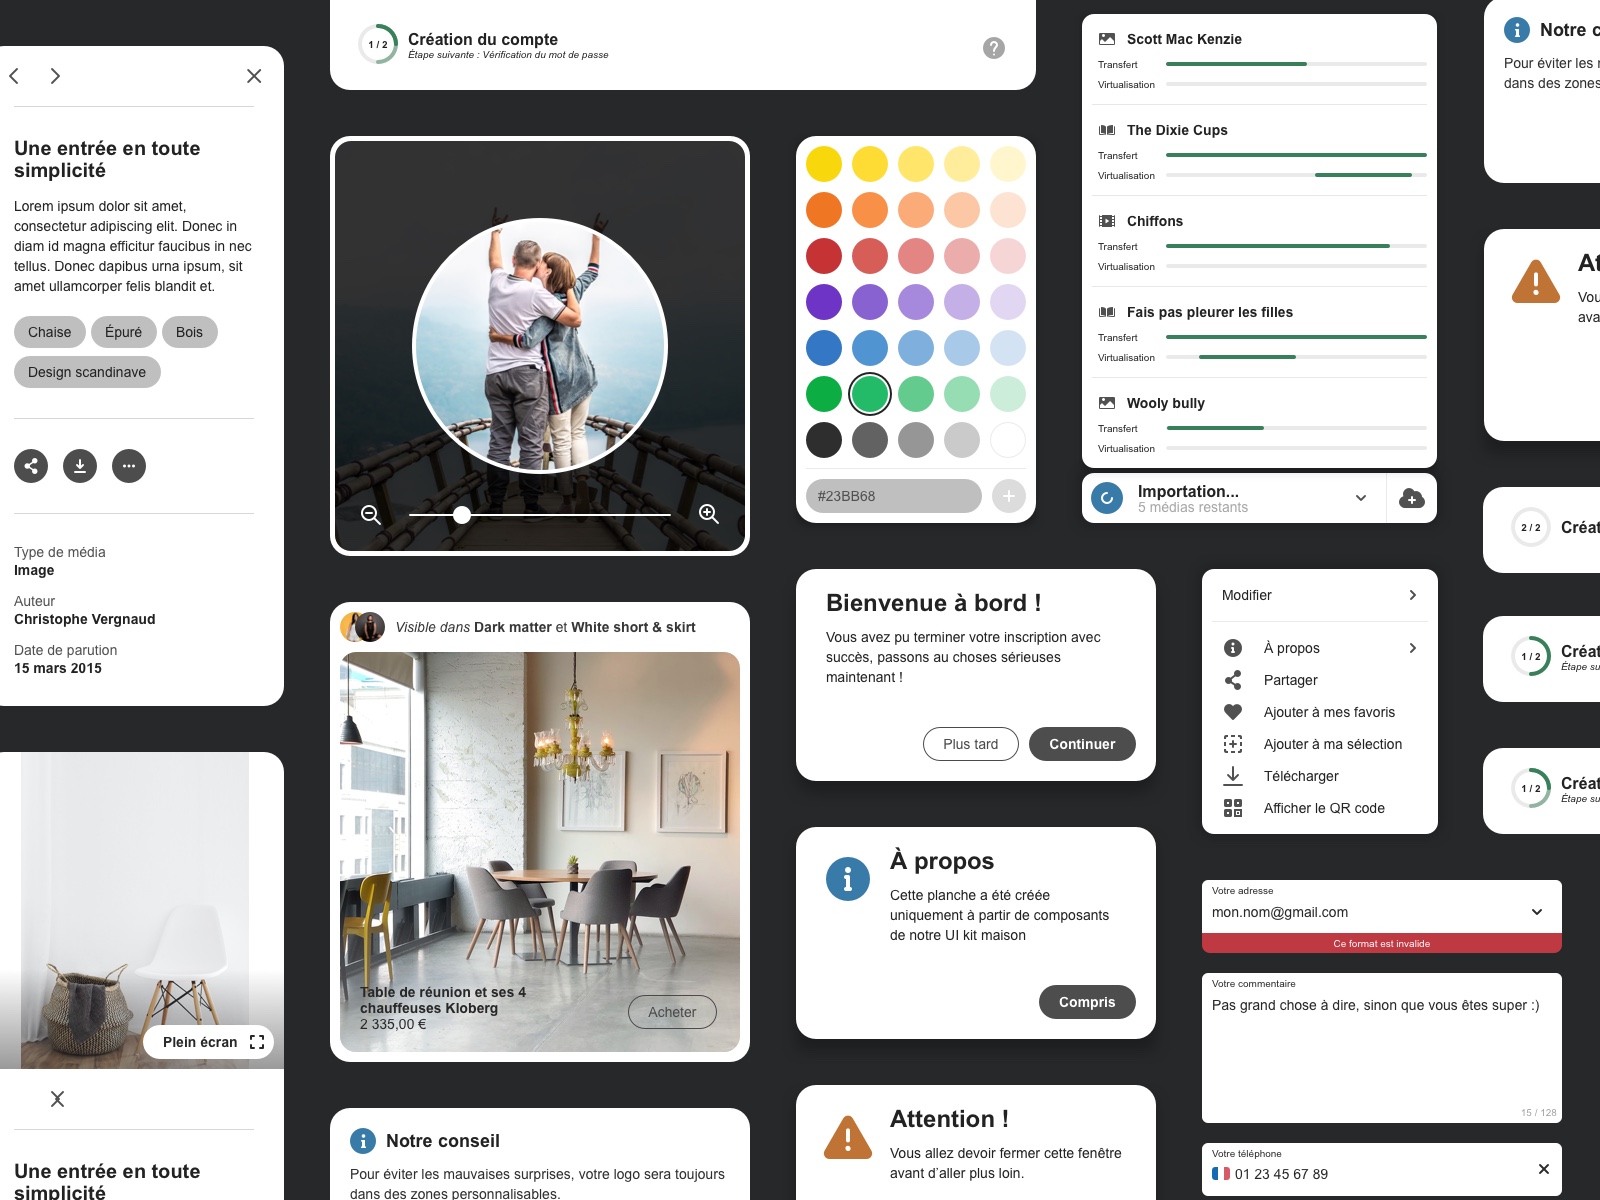 Une entrée en toute
simplicité
Lorem ipsum dolor sit amet,
consectetur adipiscing elit. Donec in
diam id magna efficitur faucibus in nec
tellus. Donec dapibus urna ipsum, sit
amet ullamcorper felis blandit et.
Chaise
Épuré
Bois
Design scandinave
Type de média
Image
Auteur
Christophe Vergnaud
Date de parution
15 mars 2015
Plein écran
Une entrée en toute
simplicité
1 / 2
Création du compte
Étape suivante : Vérification du mot de passe
?
Visible dans Dark matter et White short & skirt
Table de réunion et ses 4
chauffeuses Kloberg
2 335,00 €
Acheter
Notre conseil
Pour éviter les mauvaises surprises, votre logo sera toujours
dans des zones personnalisables.
#23BB68
Bienvenue à bord !
Vous avez pu terminer votre inscription avec
succès, passons au choses sérieuses
maintenant !
Plus tard
Continuer
À propos
Cette planche a été créée
uniquement à partir de composants
de notre UI kit maison
Compris
Attention !
Vous allez devoir fermer cette fenêtre
avant d'aller plus loin.
Scott Mac Kenzie
Transfert
Virtualisation
The Dixie Cups
Transfert
Virtualisation
Chiffons
Transfert
Virtualisation
Fais pas pleurer les filles
Transfert
Virtualisation
Wooly bully
Transfert
Virtualisation
Importation...
5 médias restants
Modifier
À propos
Partager
Ajouter à mes favoris
Ajouter à ma sélection
Télécharger
Afficher le QR code
Votre adresse
mon.nom@gmail.com
Ce format est invalide
Votre commentaire
Pas grand chose à dire, sinon que vous êtes super :)
15 / 128
Votre téléphone
01 23 45 67 89
Notre c
Pour éviter les
dans des zones
At
Vou
ava
2 / 2
Créat
1 / 2
Créat
Étape su
1 / 2
Créat
Étape su